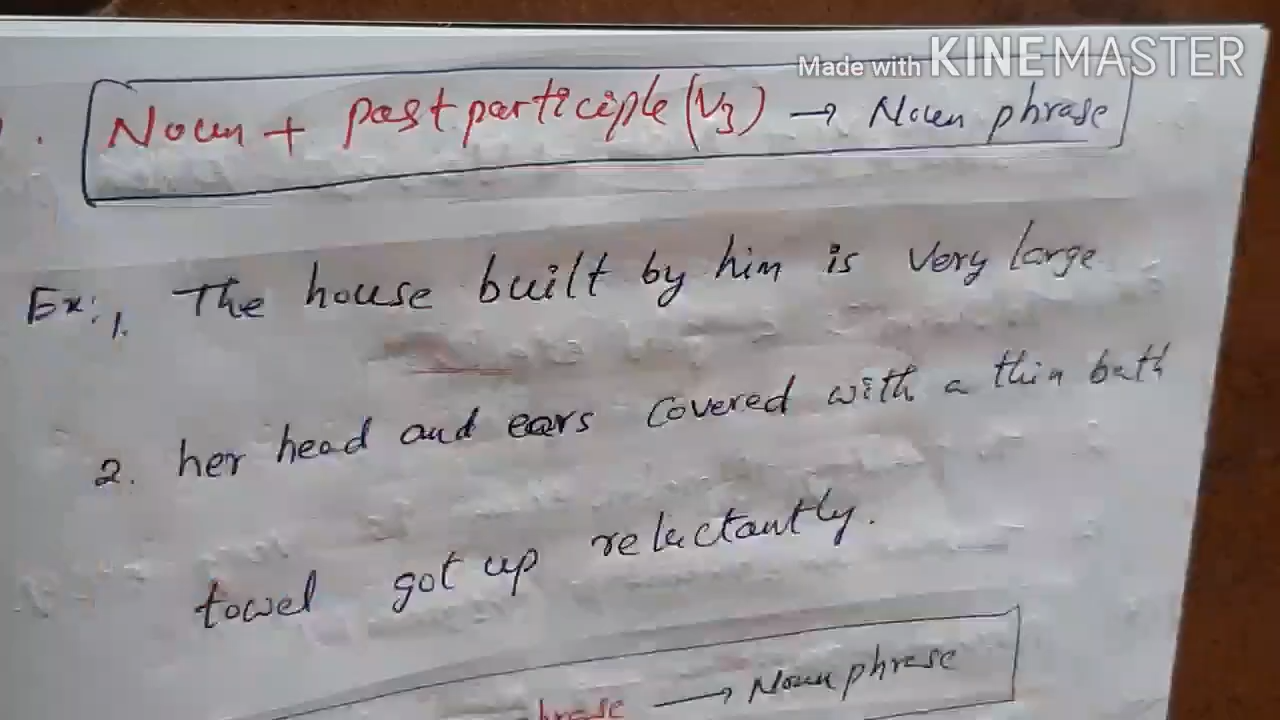 Made with KINEMASTER
Noun + past participle (V3) → Noun phrase
Ex: 1. The house built by him is very large
2. her head and ears covered with a thin bath
towel got up reluctantly.
→ Noun phrase